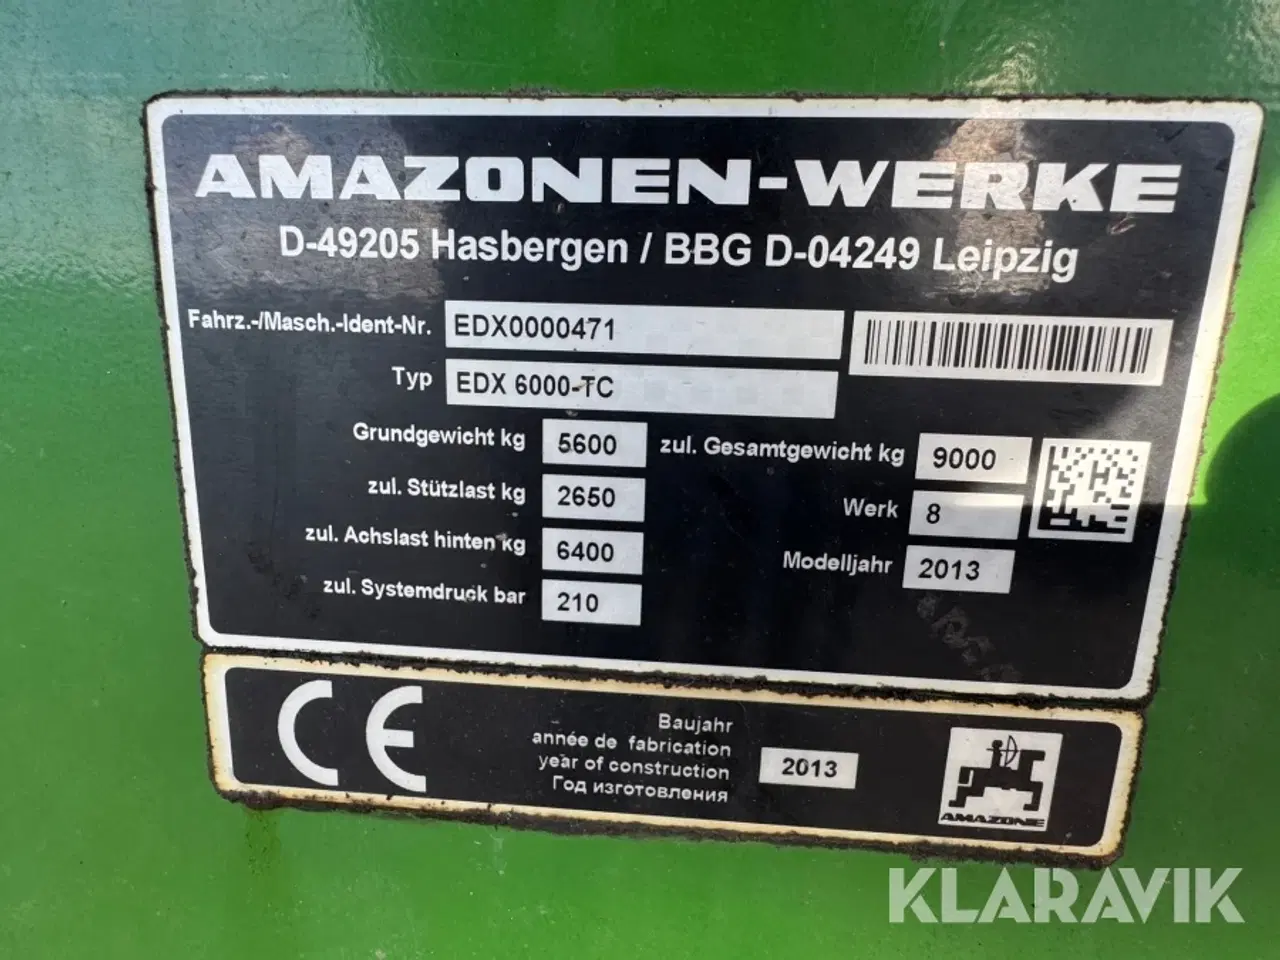 AMAZONEN-WERKE
D-49205 Hasbergen / BBG D-04249 Leipzig
Fahrz.-/Masch.-Ident-Nr. EDX0000471
Typ EDX 6000-TC
Grundgewicht kg 5600 zul. Gesamtgewicht kg 9000
zul. Stützlast kg 2650 Werk 8
zul. Achslast hinten kg 6400 Modelljahr 2013
zul. Systemdruck bar 210
CE
Baujahr
année de fabrication
year of construction 2013
Год изготовления
AMAZONE
KLARAVIK